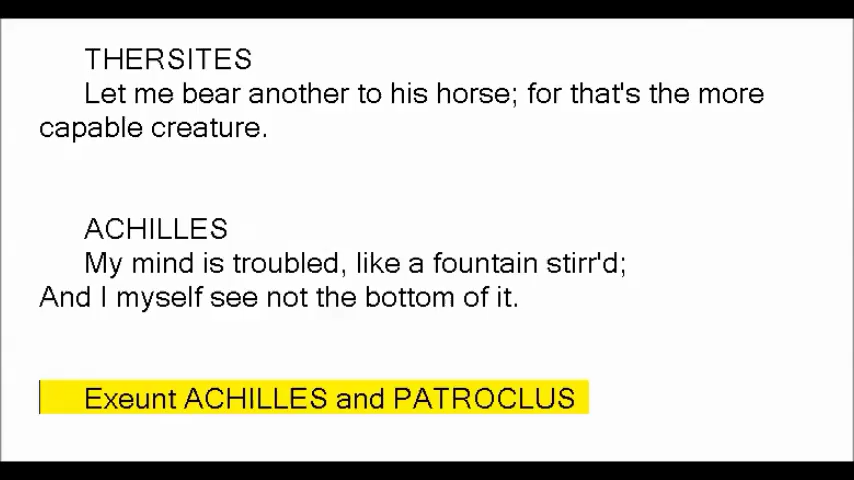 THERSITES
Let me bear another to his horse; for that's the more
capable creature.
ACHILLES
My mind is troubled, like a fountain stirr'd;
And I myself see not the bottom of it.
Exeunt ACHILLES and PATROCLUS